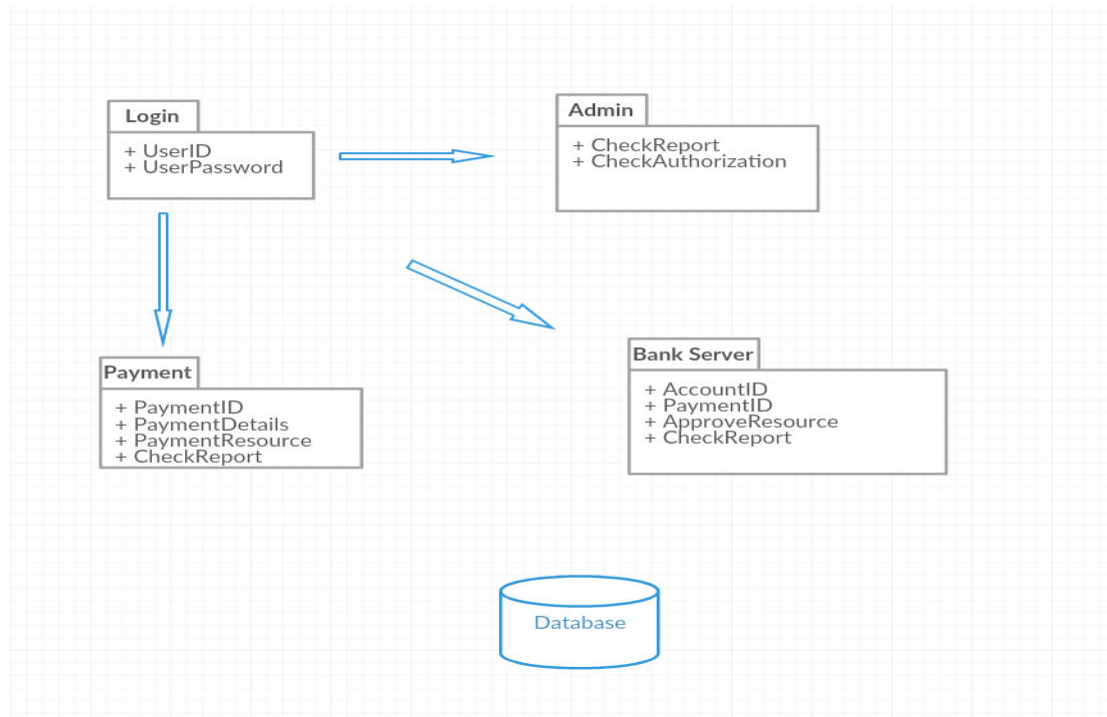 Login
+ UserID
+ UserPassword
Admin
+ CheckReport
+ CheckAuthorization
Payment
+ PaymentID
+ PaymentDetails
+ PaymentResource
+ CheckReport
Bank Server
+ AccountID
+ PaymentID
+ ApproveResource
+ CheckReport
Database